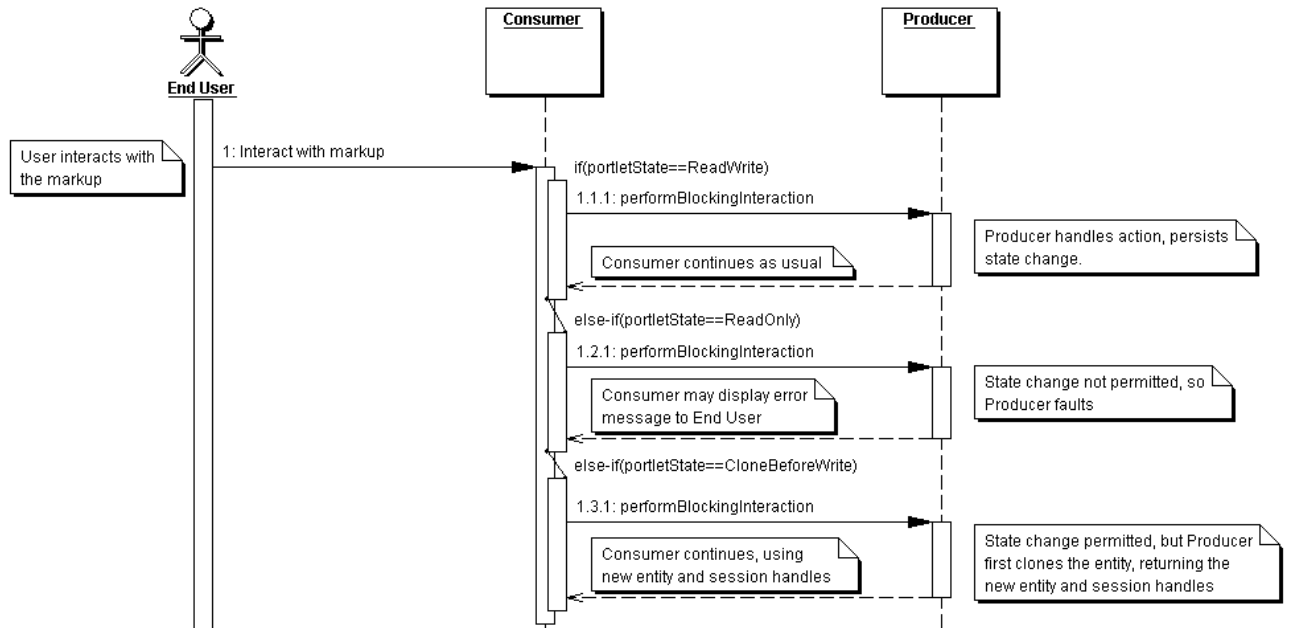 Consumer
Producer
End User
User interacts with
the markup
1: Interact with markup
if(portletState==ReadWrite)
1.1.1: performBlockingInteraction
Producer handles action, persists
state change.
Consumer continues as usual
else-if(portletState==ReadOnly)
1.2.1: performBlockingInteraction
State change not permitted, so
Producer faults
Consumer may display error
message to End User
else-if(portletState==CloneBeforeWrite)
1.3.1: performBlockingInteraction
State change permitted, but Producer
first clones the entity, returning the
new entity and session handles
Consumer continues, using
new entity and session handles